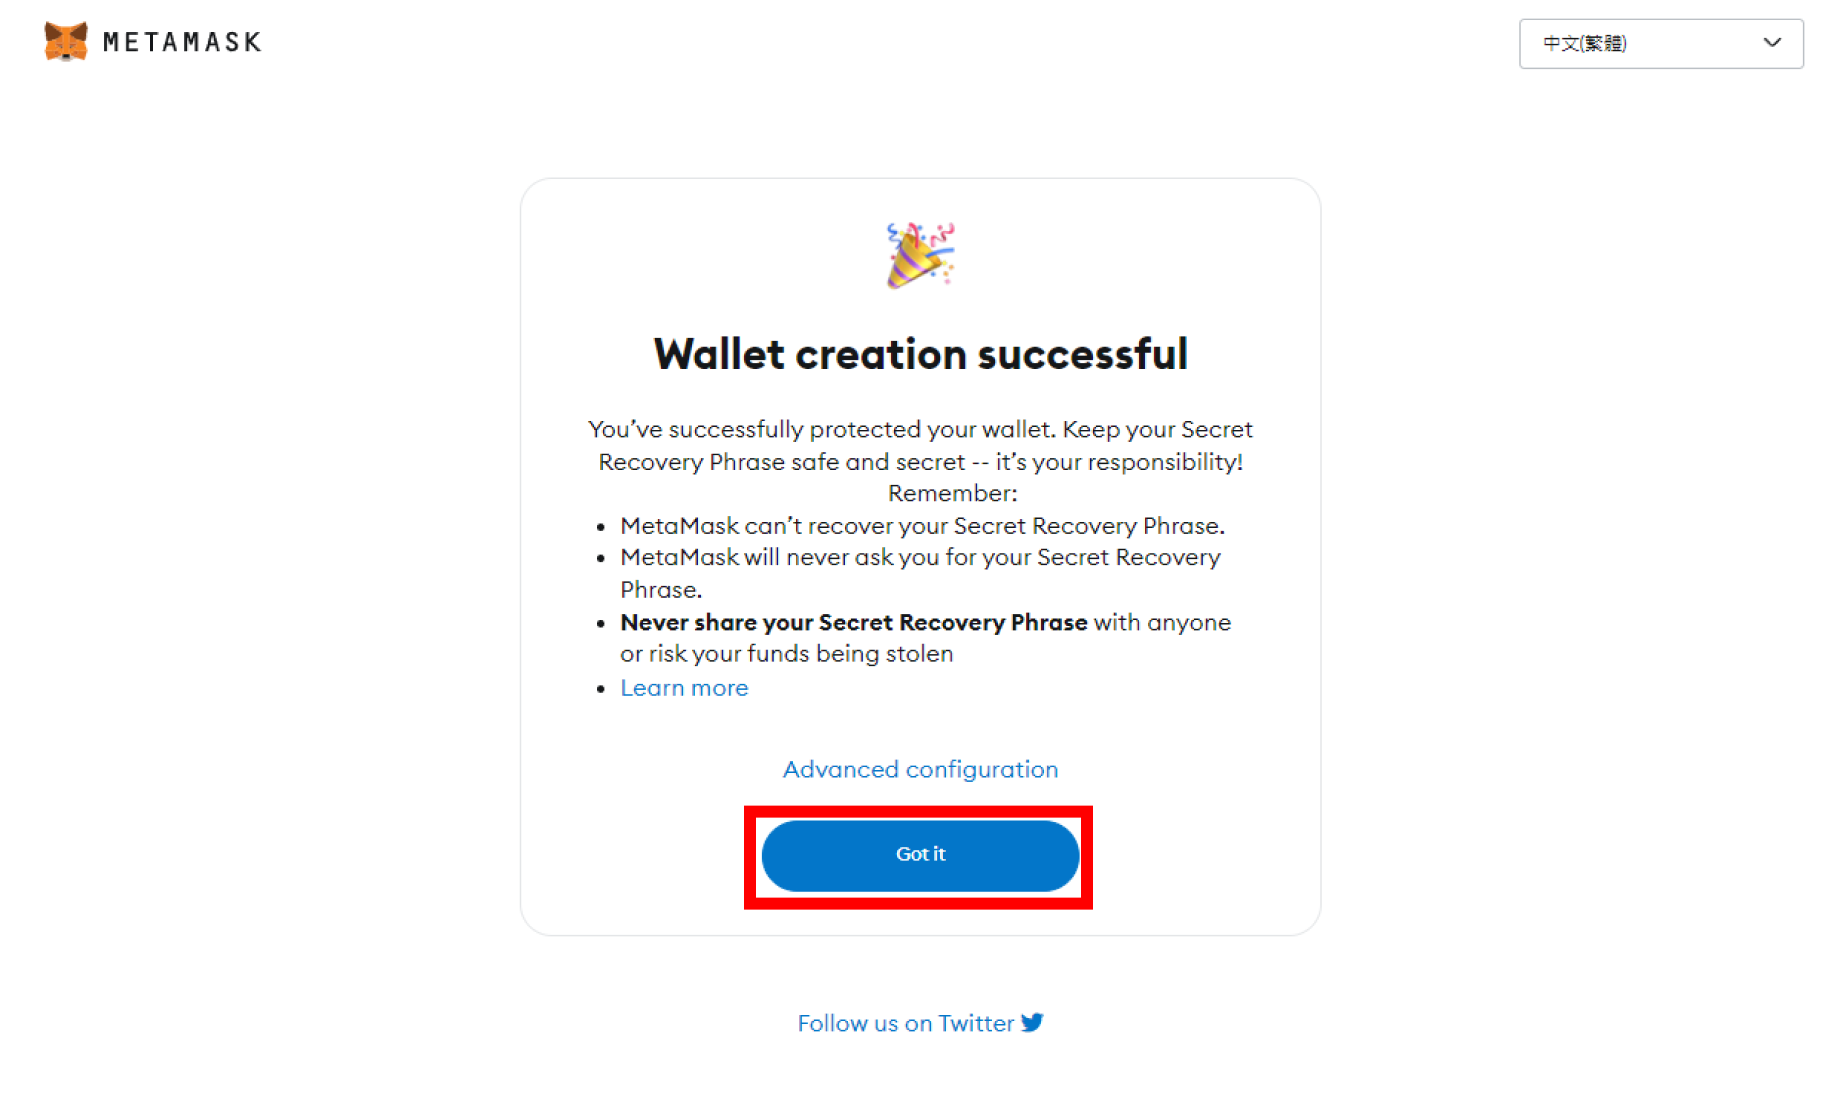 METAMASK
中文(繁體)
Wallet creation successful
You’ve successfully protected your wallet. Keep your Secret
Recovery Phrase safe and secret -- it’s your responsibility!
Remember:
• MetaMask can’t recover your Secret Recovery Phrase.
• MetaMask will never ask you for your Secret Recovery
Phrase.
• Never share your Secret Recovery Phrase with anyone
or risk your funds being stolen
• Learn more
Advanced configuration
Got it
Follow us on Twitter